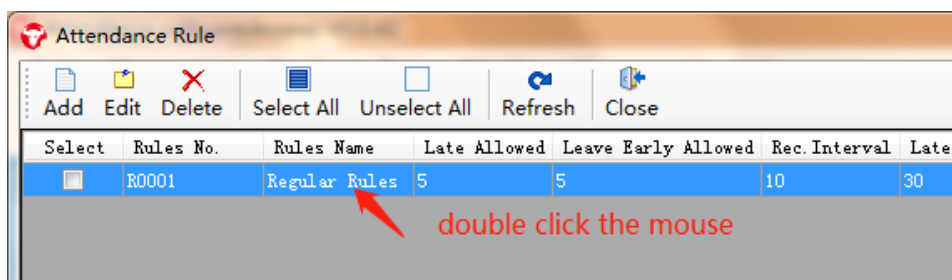 Attendance Rule
Add Edit Delete Select All Unselect All Refresh Close
Select Rules No. Rules Name Late Allowed Leave Early Allowed Rec.Interval Late
R0001 Regular Rules 5 5 10 30
double click the mouse